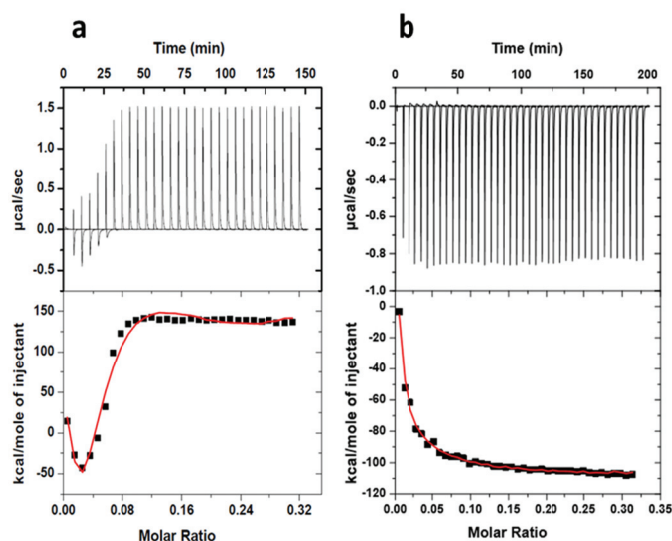 a
Time (min)
0 25 50 75 100 125 150
1.5
1.0
0.5
0.0
-0.5
µcal/sec
150
100
50
0
-50
kcal/mole of injectant
0.00 0.08 0.16 0.24 0.32
Molar Ratio
b
Time (min)
0 50 100 150 200
0.0
-0.2
-0.4
-0.6
-0.8
-1.0
µcal/sec
0
-20
-40
-60
-80
-100
-120
kcal/mole of injectant
0.00 0.05 0.10 0.15 0.20 0.25 0.30 0.35
Molar Ratio